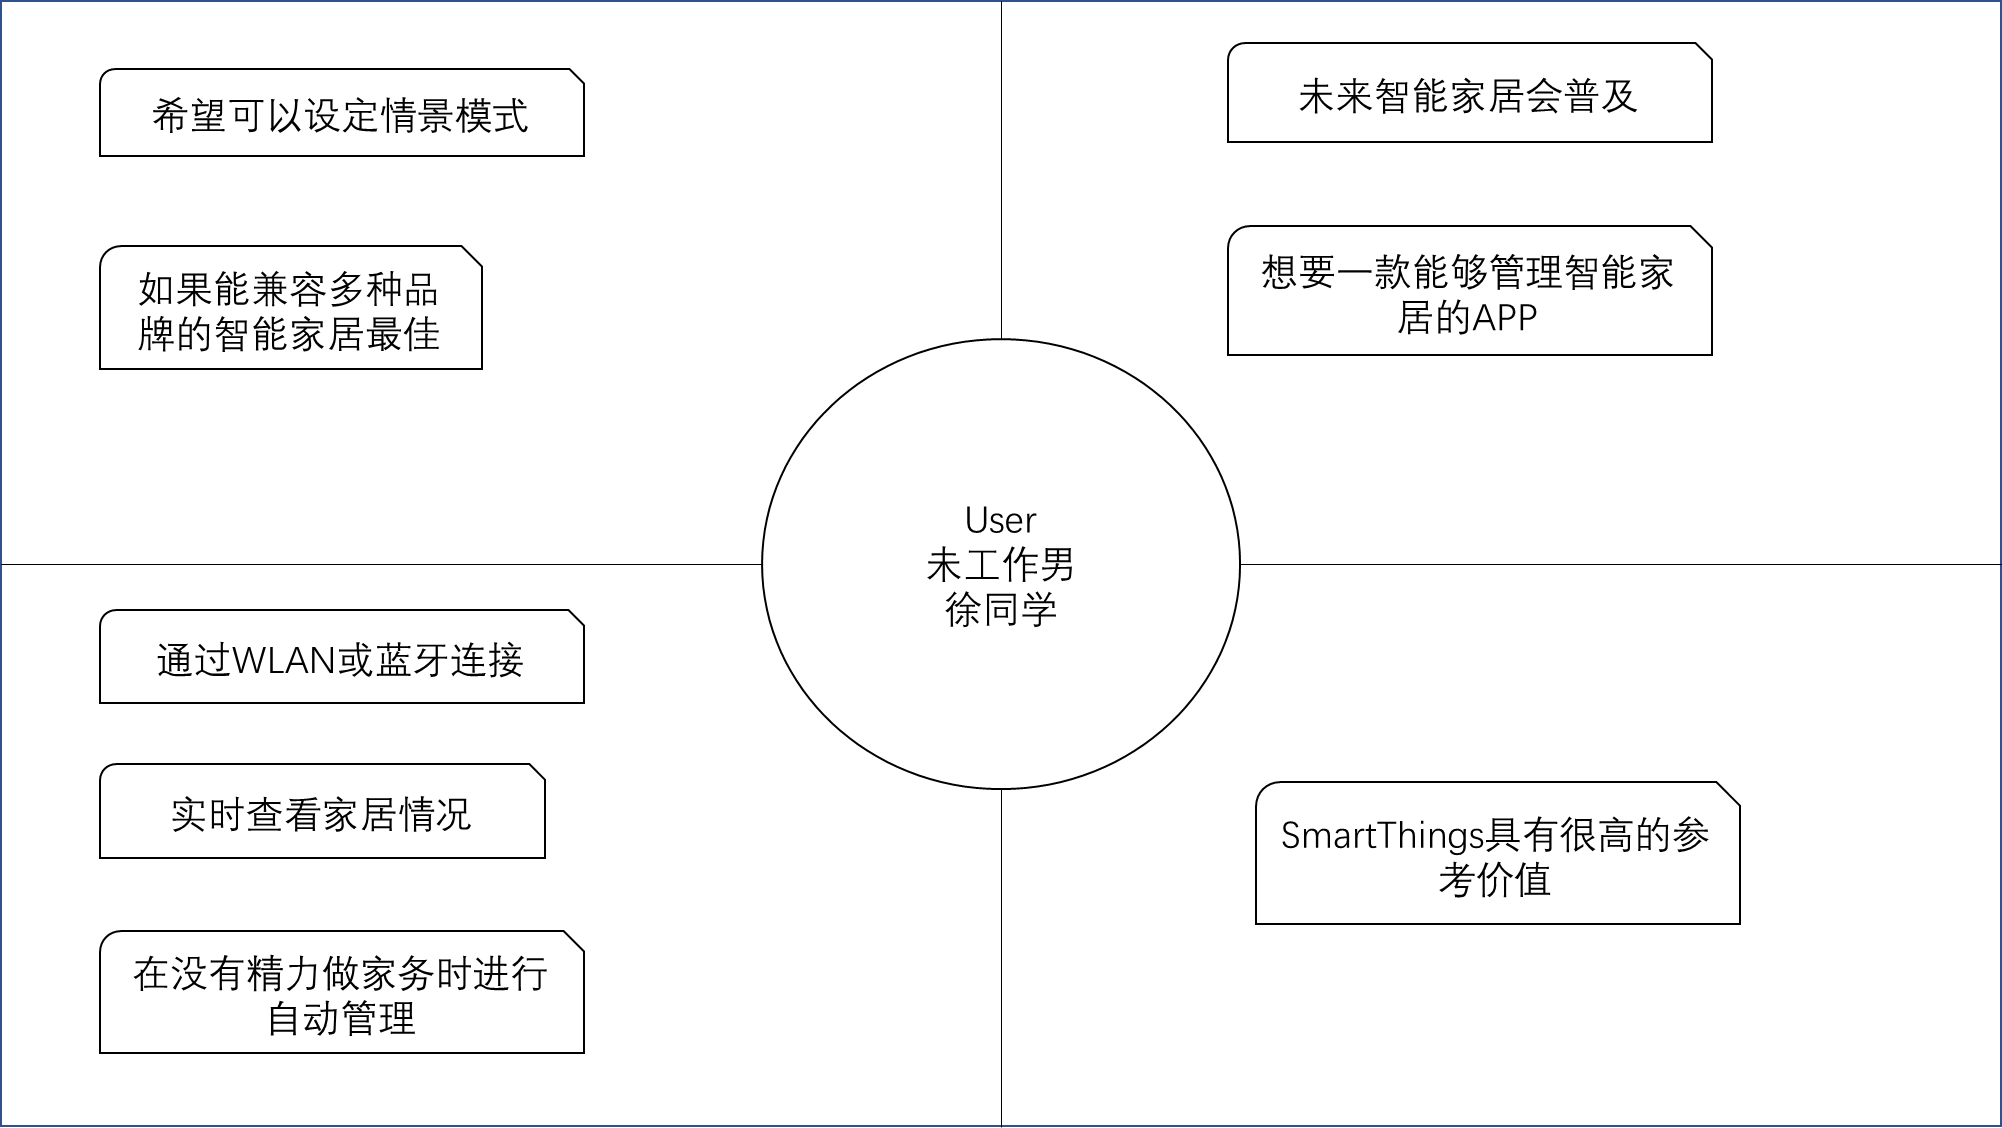 希望可以设定情景模式
如果能兼容多种品
牌的智能家居最佳
未来智能家居会普及
想要一款能够管理智能家
居的APP
User
未工作男
徐同学
通过WLAN或蓝牙连接
实时查看家居情况
在没有精力做家务时进行
自动管理
SmartThings具有很高的参
考价值